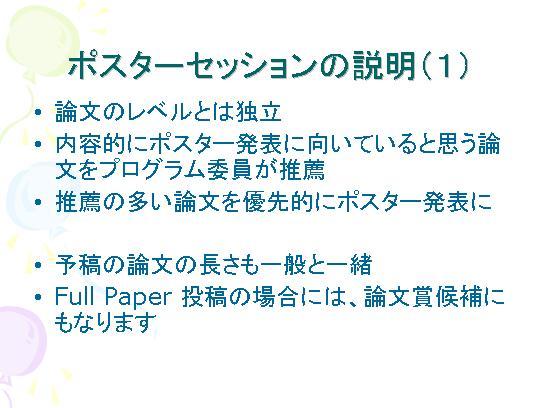 ポスターセッションの説明(1)
• 論文のレベルとは独立
• 内容的にポスター発表に向いていると思う論
文をプログラム委員が推薦
• 推薦の多い論文を優先的にポスター発表に
• 予稿の論文の長さも一般と一緒
• Full Paper 投稿の場合には、論文賞候補に
もなります